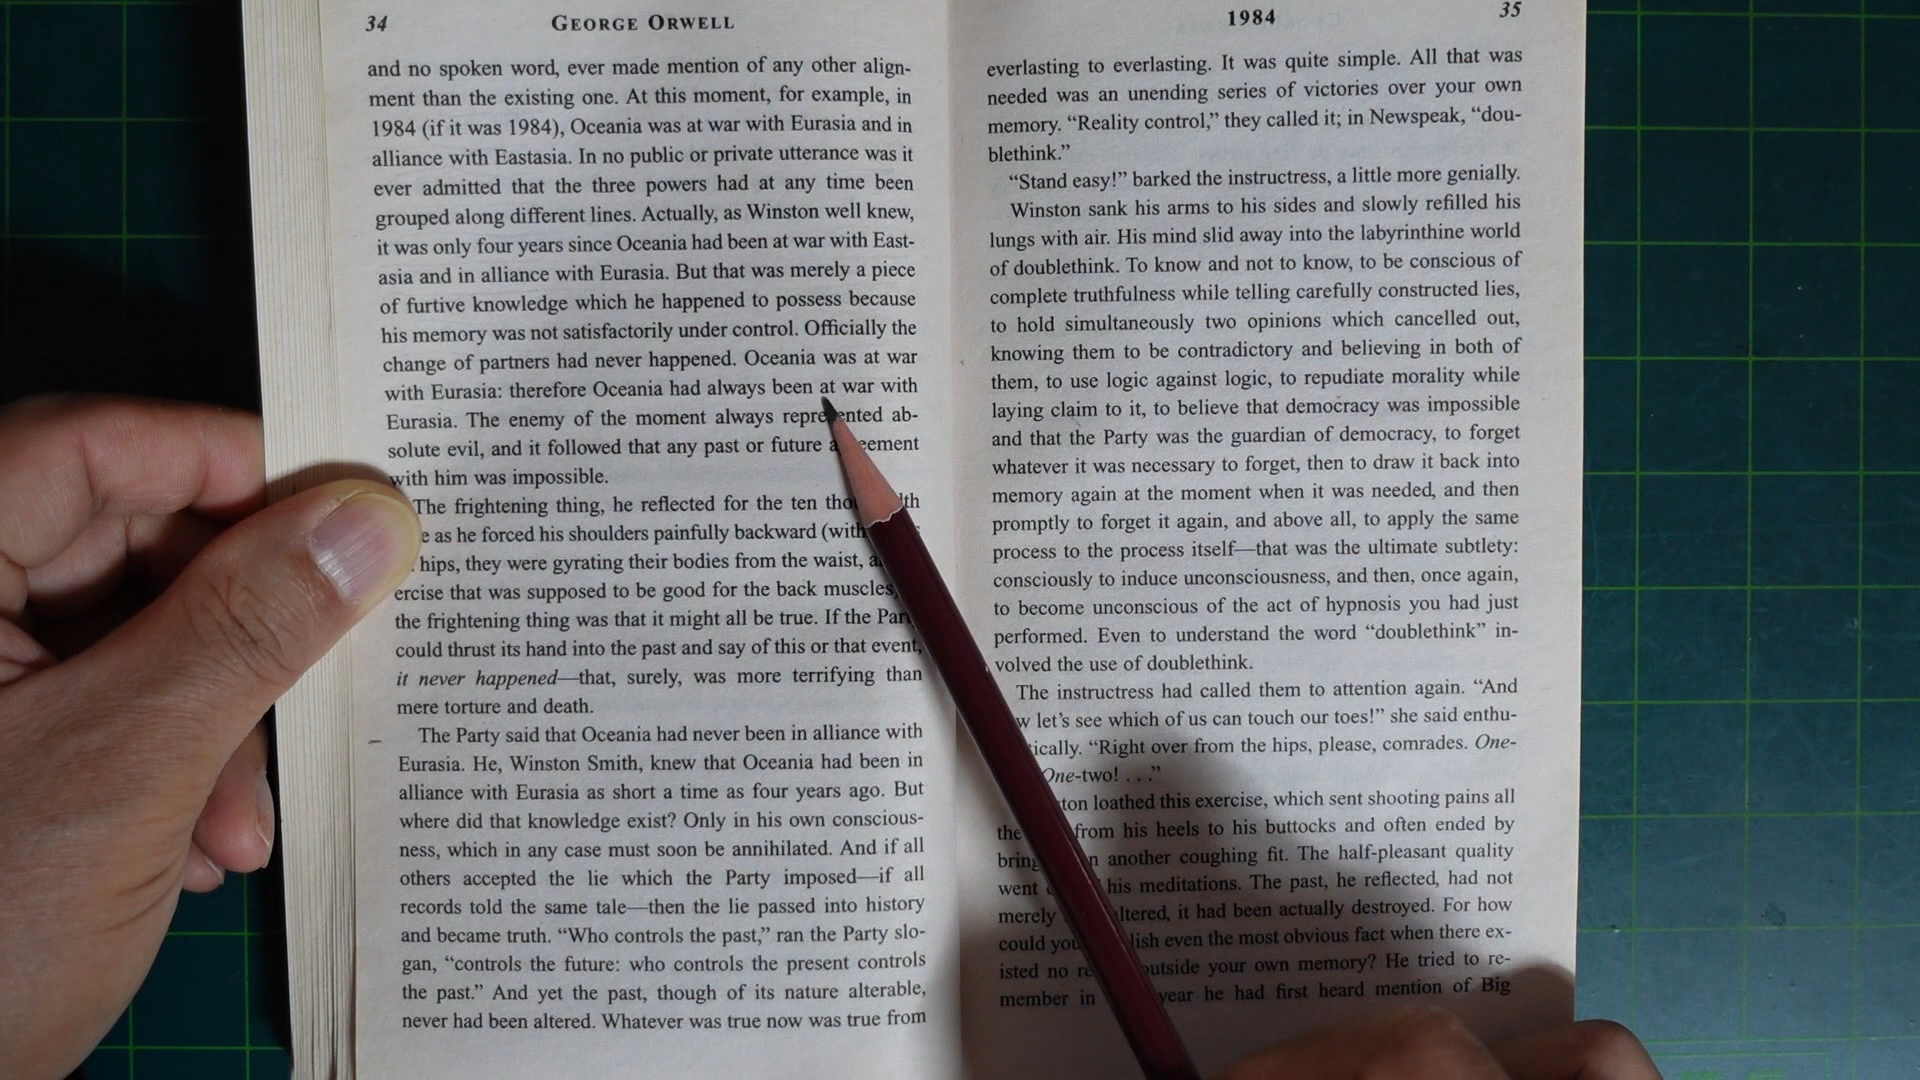 34 GEORGE ORWELL
and no spoken word, ever made mention of any other align-
ment than the existing one. At this moment, for example, in
1984 (if it was 1984), Oceania was at war with Eurasia and in
alliance with Eastasia. In no public or private utterance was it
ever admitted that the three powers had at any time been
grouped along different lines. Actually, as Winston well knew,
it was only four years since Oceania had been at war with East-
asia and in alliance with Eurasia. But that was merely a piece
of furtive knowledge which he happened to possess because
his memory was not satisfactorily under control. Officially the
change of partners had never happened. Oceania was at war
with Eurasia: therefore Oceania had always been at war with
Eurasia. The enemy of the moment always ab-
solute evil, and it followed that any past or future
with him was impossible.
The frightening thing, he reflected for the ten
as he forced his shoulders painfully backward
hips, they were gyrating their bodies from the waist,
ercise that was supposed to be good for the back muscles,
the frightening thing was that it might all be true. If the
could thrust its hand into the past and say of this or that event,
it never happened—that, surely, was more terrifying than
mere torture and death.
The Party said that Oceania had never been in alliance with
Eurasia. He, Winston Smith, knew that Oceania had been in
alliance with Eurasia as short a time as four years ago. But
where did that knowledge exist? Only in his own conscious-
ness, which in any case must soon be annihilated. And if all
others accepted the lie which the Party imposed—if all
records told the same tale—then the lie passed into history
and became truth. “Who controls the past,” ran the Party slo-
gan, “controls the future: who controls the present controls
the past.” And yet the past, though of its nature alterable,
never had been altered. Whatever was true now was true from
1984 35
everlasting to everlasting. It was quite simple. All that was
needed was an unending series of victories over your own
memory. “Reality control,” they called it; in Newspeak, “dou-
blethink.”
“Stand easy!” barked the instructress, a little more genially.
Winston sank his arms to his sides and slowly refilled his
lungs with air. His mind slid away into the labyrinthine world
of doublethink. To know and not to know, to be conscious of
complete truthfulness while telling carefully constructed lies,
to hold simultaneously two opinions which cancelled out,
knowing them to be contradictory and believing in both of
them, to use logic against logic, to repudiate morality while
laying claim to it, to believe that democracy was impossible
and that the Party was the guardian of democracy, to forget
whatever it was necessary to forget, then to draw it back into
memory again at the moment when it was needed, and then
promptly to forget it again, and above all, to apply the same
process to the process itself—that was the ultimate subtlety:
consciously to induce unconsciousness, and then, once again,
to become unconscious of the act of hypnosis you had just
performed. Even to understand the word “doublethink” in-
volved the use of doublethink.
The instructress had called them to attention again. “And
let’s see which of us can touch our toes!” she said enthu-
“Right over from the hips, please, comrades. One-
One-two! . . .”
loathed this exercise, which sent shooting pains all
the from his heels to his buttocks and often ended by
another coughing fit. The half-pleasant quality
went his meditations. The past, he reflected, had not
merely it had been actually destroyed. For how
could you even the most obvious fact when there ex-
isted no outside your own memory? He tried to re-
member in year he had first heard mention of Big